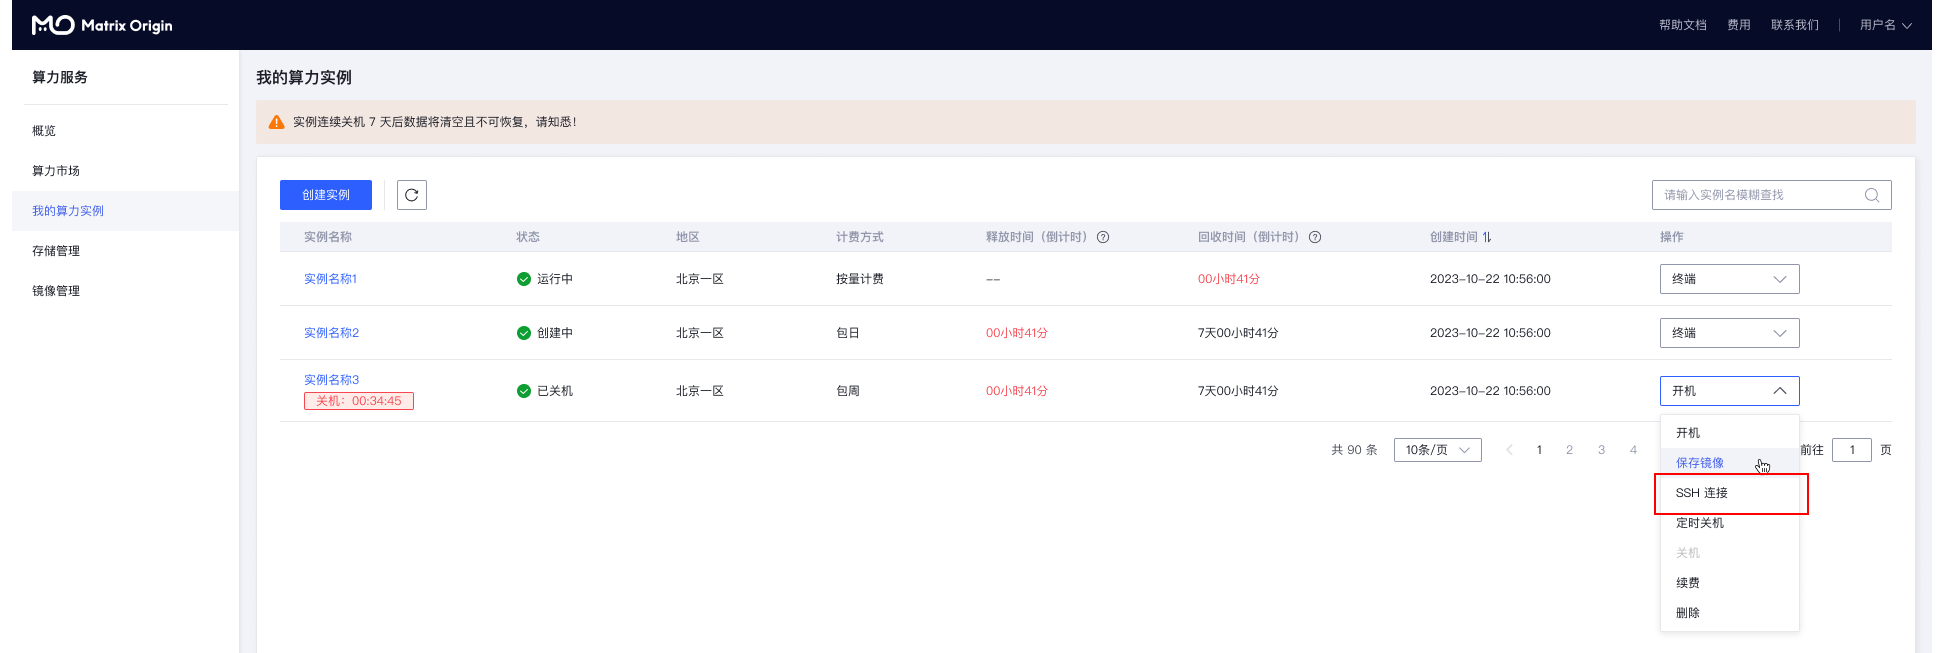 Matrix Origin
帮助文档 费用 联系我们 用户名
算力服务
概览
算力市场
我的算力实例
存储管理
镜像管理
我的算力实例
实例连续关机 7 天后数据将清空且不可恢复，请知悉！
创建实例
请输入实例名模糊查找
实例名称 状态 地区 计费方式 释放时间（倒计时） 回收时间（倒计时） 创建时间 操作
实例名称1 运行中 北京一区 按量计费 -- 00小时41分 2023-10-22 10:56:00 终端
实例名称2 创建中 北京一区 包日 00小时41分 7天00小时41分 2023-10-22 10:56:00 终端
实例名称3 已关机 北京一区 包周 00小时41分 7天00小时41分 2023-10-22 10:56:00 开机
关机：00:34:45
共 90 条 10条/页 1 2 3 4 前往 1 页
开机
保存镜像
SSH 连接
定时关机
关机
续费
删除